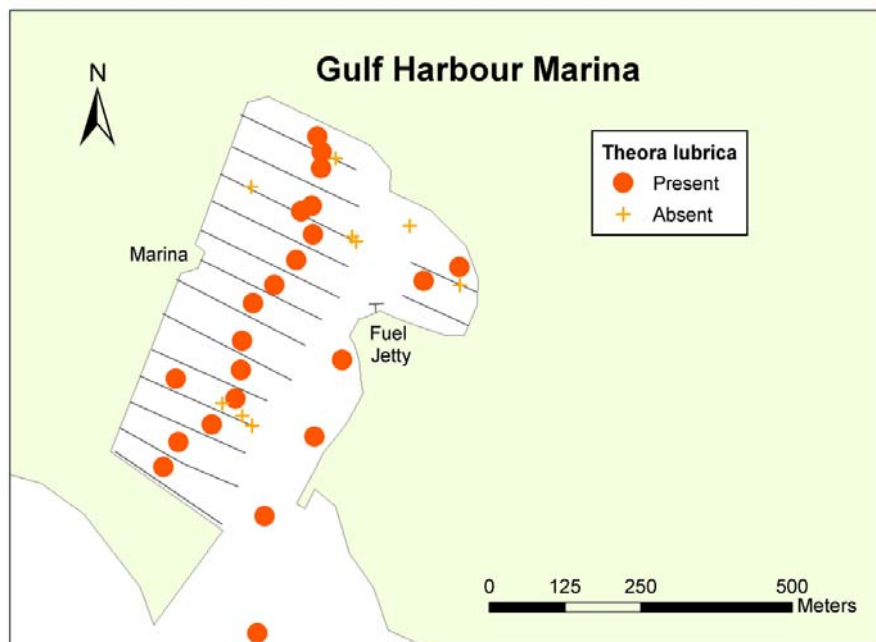 Gulf Harbour Marina
N
Theora lubrica
Present
Absent
Marina
Fuel
Jetty
0 125 250 500
Meters